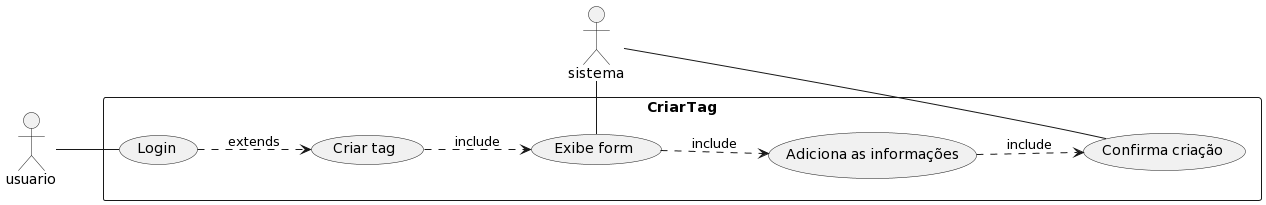 sistema
CriarTag
usuario
Login
extends
Criar tag
include
Exibe form
include
Adiciona as informações
include
Confirma criação